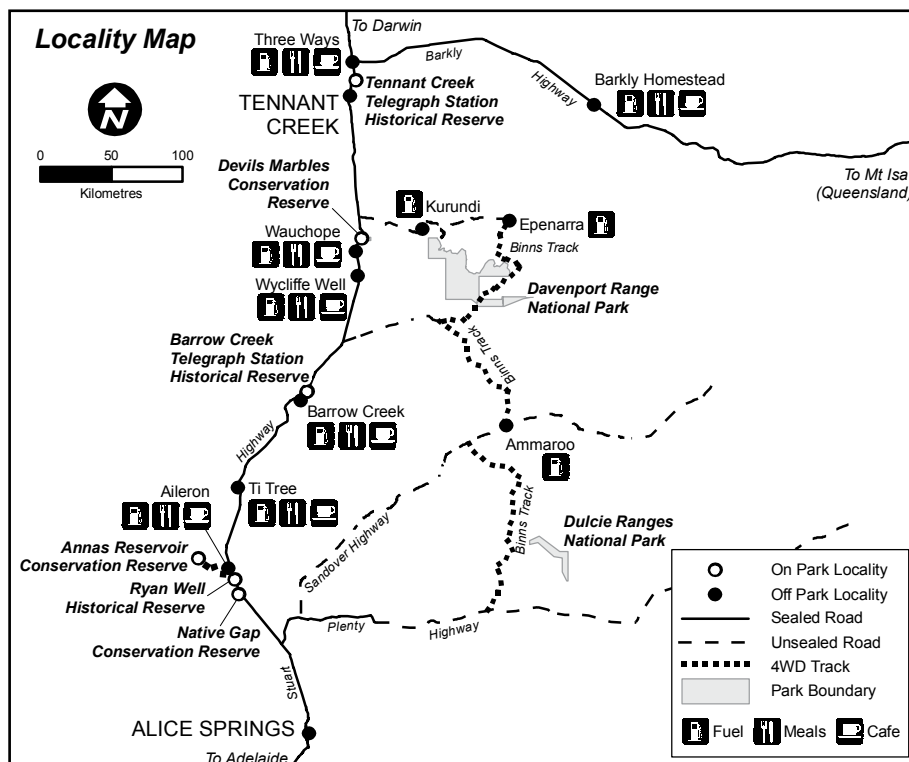 Locality Map
To Darwin
Three Ways
Barkly
Highway
Barkly Homestead
Tennant Creek
Telegraph Station
Historical Reserve
TENNANT
CREEK
N
0 50 100
Kilometres
To Mt Isa
(Queensland)
Devils Marbles
Conservation
Reserve
Kurundi
Epenarra
Binns Track
Wauchope
Wycliffe Well
Davenport Range
National Park
Barrow Creek
Telegraph Station
Historical Reserve
Binns Track
Barrow Creek
Highway
Ammaroo
Aileron
Ti Tree
Binns Track
Sandover Highway
Dulcie Ranges
National Park
Annas Reservoir
Conservation Reserve
Ryan Well
Historical Reserve
Native Gap
Conservation Reserve
Plenty
Highway
Stuart
ALICE SPRINGS
To Adelaide
On Park Locality
Off Park Locality
Sealed Road
Unsealed Road
4WD Track
Park Boundary
Fuel Meals Cafe